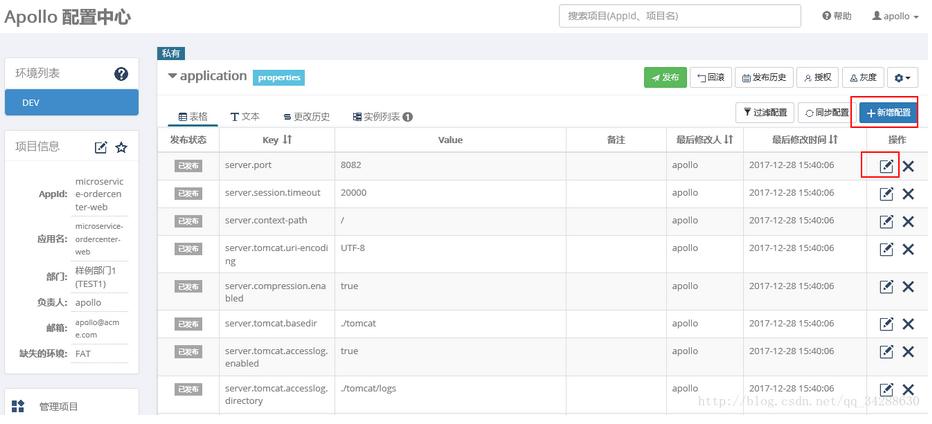 Apollo 配置中心
搜索项目(AppId、项目名)
帮助
apollo
环境列表
DEV
项目信息
AppId:
microservic
e-ordercen
ter-web
应用名:
microservice-
ordercenter-
web
部门:
样例部门1
(TEST1)
负责人:
apollo
邮箱:
apollo@acm
e.com
缺失的环境:
FAT
管理项目
私有
application
properties
发布
回滚
发布历史
授权
灰度
表格
文本
更改历史
实例列表 1
过滤配置
同步配置
新增配置
发布状态 Key Value 备注 最后修改人 最后修改时间 操作
已发布 server.port 8082 apollo 2017-12-28 15:40:06
已发布 server.session.timeout 20000 apollo 2017-12-28 15:40:06
已发布 server.context-path / apollo 2017-12-28 15:40:06
已发布 server.tomcat.uri-encodi UTF-8 apollo 2017-12-28 15:40:06
ng
已发布 server.compression.ena true apollo 2017-12-28 15:40:06
bled
已发布 server.tomcat.basedir ./tomcat apollo 2017-12-28 15:40:06
已发布 server.tomcat.accesslog. true apollo 2017-12-28 15:40:06
enabled
已发布 server.tomcat.accesslog. ./tomcat/logs apollo 2017-12-28 15:40:06
directory
http://blog.csdn.net/qq_34288630